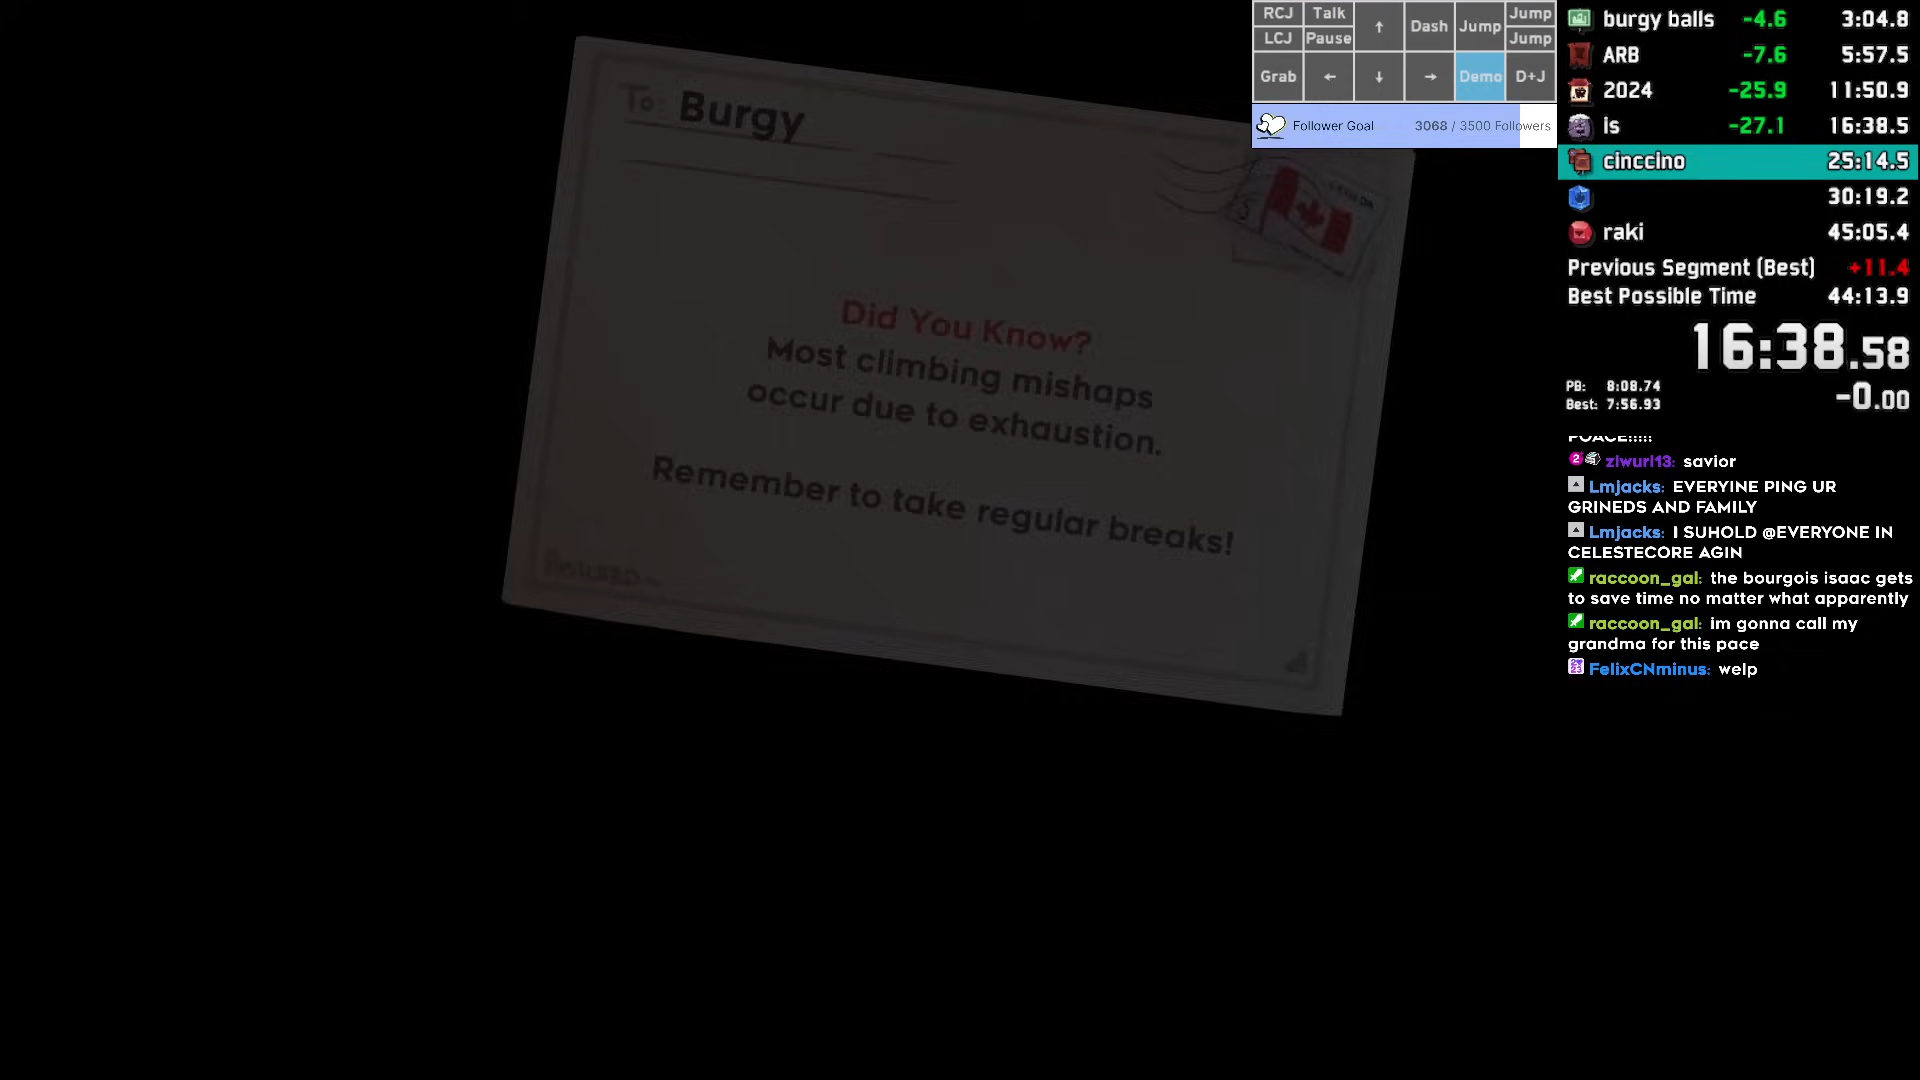 To: Burgy
Did You Know?
Most climbing mishaps
occur due to exhaustion.
Remember to take regular breaks!
RCJ Talk ↑ Dash Jump Jump
LCJ Pause Jump
Grab ← ↓ → Demo D+J
Follower Goal 3068 / 3500 Followers
burgy balls -4.6 3:04.8
ARB -7.6 5:57.5
2024 -25.9 11:50.9
is -27.1 16:38.5
cinccino 25:14.5
30:19.2
raki 45:05.4
Previous Segment (Best) +11.4
Best Possible Time 44:13.9
16:38.58
PB: 8:08.74
Best: 7:56.93
-0.00
ziwuri13: savior
Lmjacks: EVERYINE PING UR
GRINEDS AND FAMILY
Lmjacks: I SUHOLD @EVERYONE IN
CELESTECORE AGIN
raccoon_gal: the bourgois isaac gets
to save time no matter what apparently
raccoon_gal: im gonna call my
grandma for this pace
FelixCNminus: welp